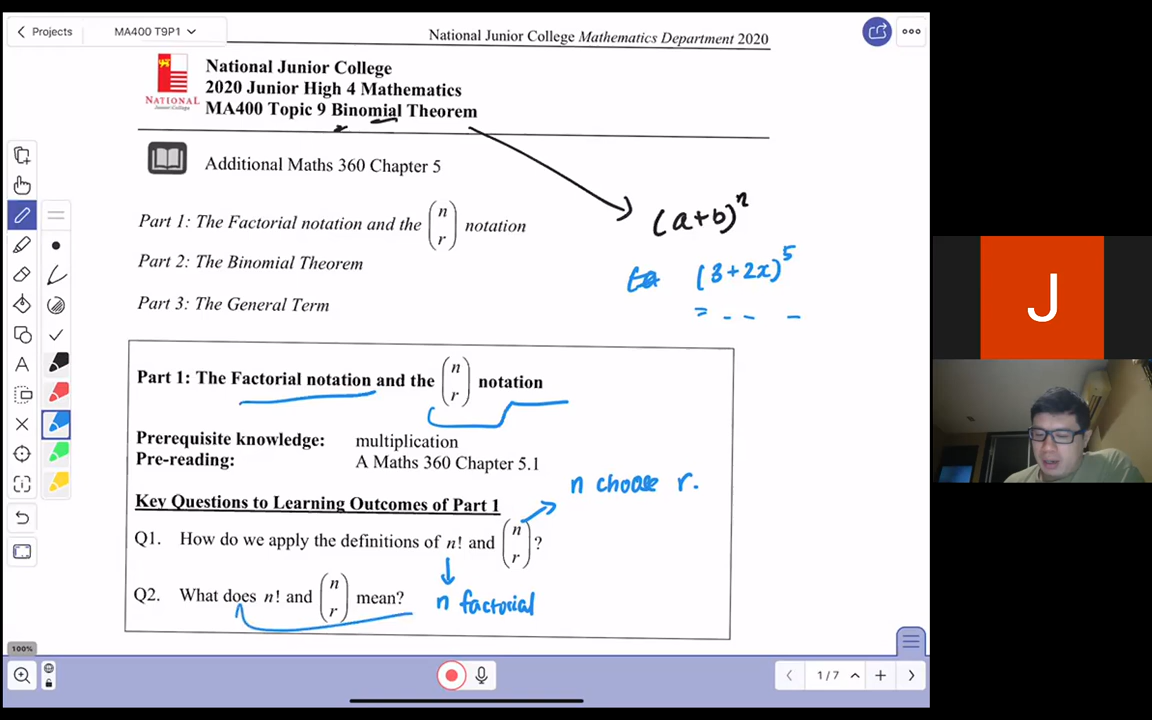 Projects
MA400 T9P1
National Junior College Mathematics Department 2020
National Junior College
2020 Junior High 4 Mathematics
MA400 Topic 9 Binomial Theorem
NATIONAL
Junior College
Additional Maths 360 Chapter 5
(a+b)^n
Part 1: The Factorial notation and the (n r) notation
(3+2x)^5
= - - -
Part 2: The Binomial Theorem
Part 3: The General Term
Part 1: The Factorial notation and the (n r) notation
Prerequisite knowledge: multiplication
Pre-reading: A Maths 360 Chapter 5.1
n choose r.
Key Questions to Learning Outcomes of Part 1
Q1. How do we apply the definitions of n! and (n r)?
Q2. What does n! and (n r) mean?
n factorial
100%
1/7
J